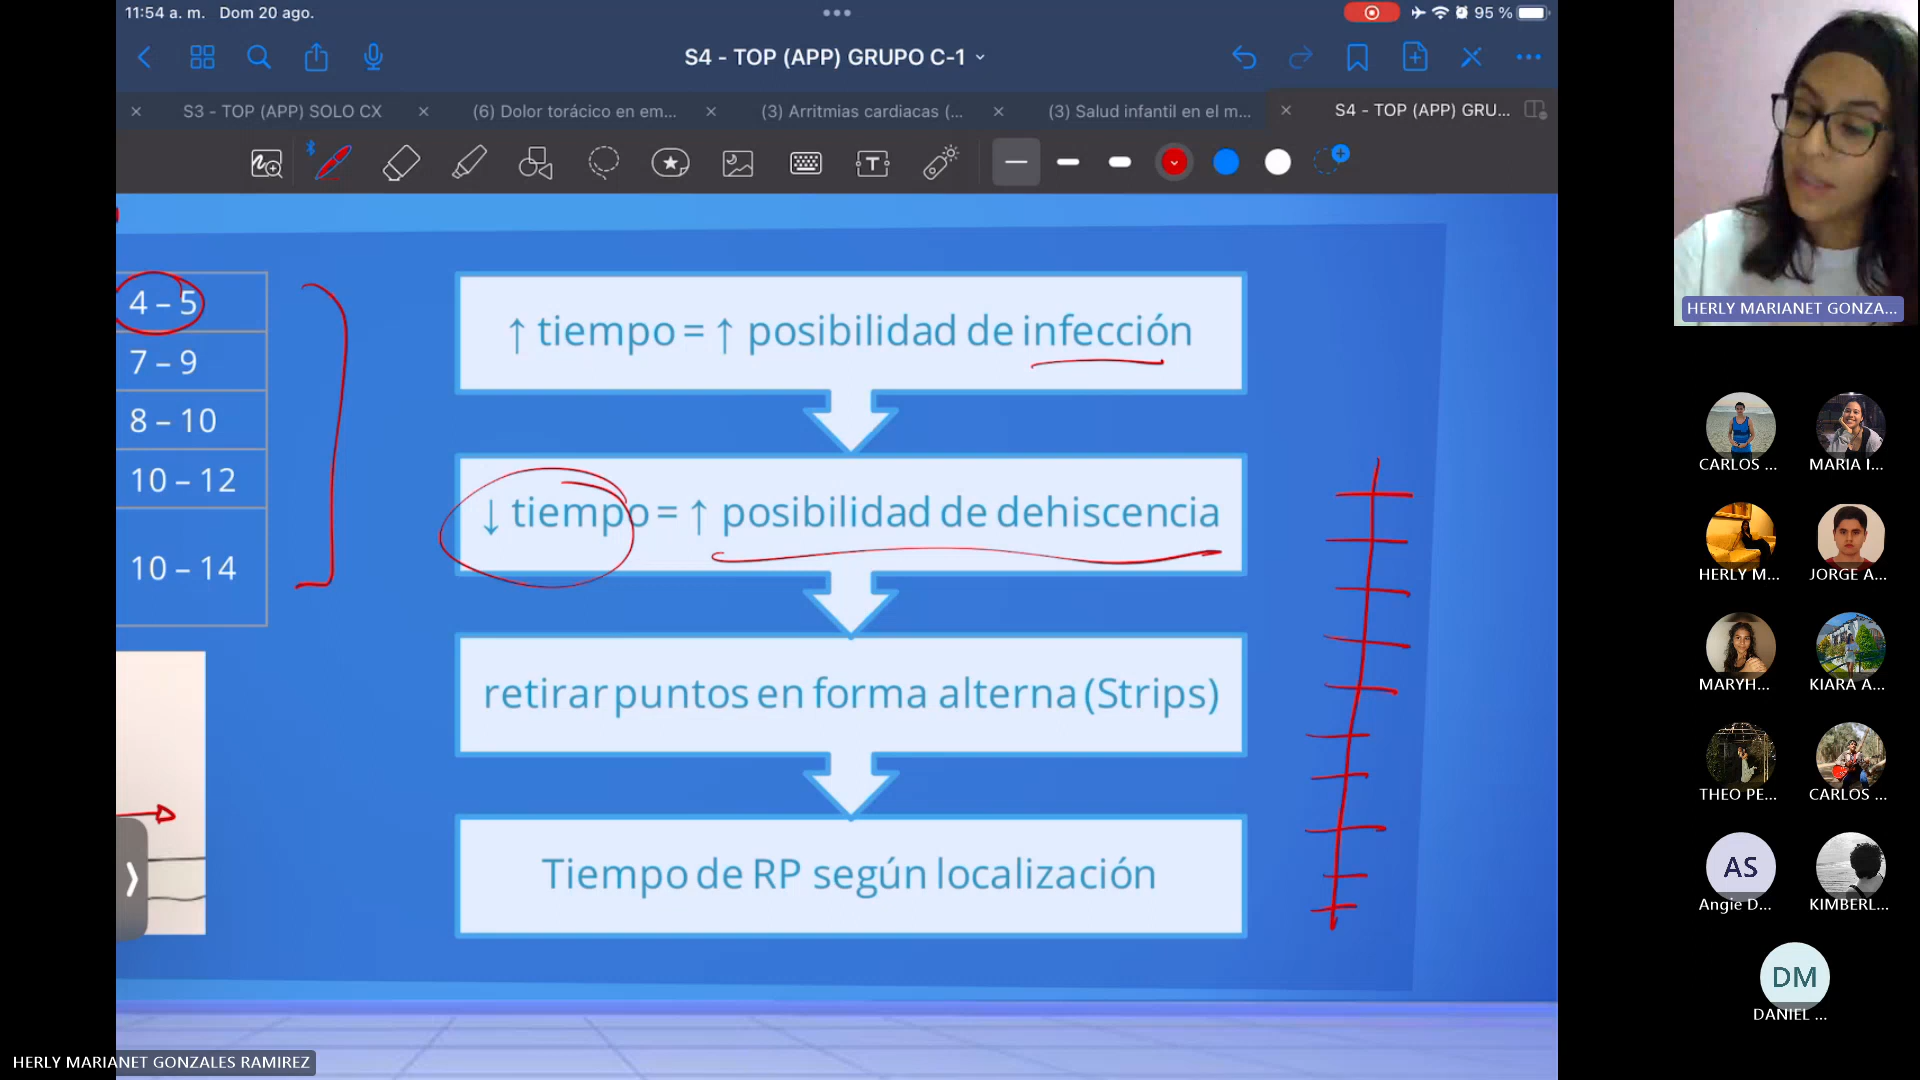 11:54 a. m. Dom 20 ago.
95 %
S4 - TOP (APP) GRUPO C-1
S3 - TOP (APP) SOLO CX
(6) Dolor torácico en em...
(3) Arritmias cardiacas (...
(3) Salud infantil en el m...
S4 - TOP (APP) GRU...
4 – 5
7 – 9
8 – 10
10 – 12
10 – 14
↑ tiempo = ↑ posibilidad de infección
↓ tiempo = ↑ posibilidad de dehiscencia
retirar puntos en forma alterna (Strips)
Tiempo de RP según localización
HERLY MARIANET GONZA...
CARLOS ...
MARIA I...
HERLY M...
JORGE A...
MARYH...
KIARA A...
THEO PE...
CARLOS ...
AS
Angie D...
KIMBERL...
DM
DANIEL ...
HERLY MARIANET GONZALES RAMIREZ